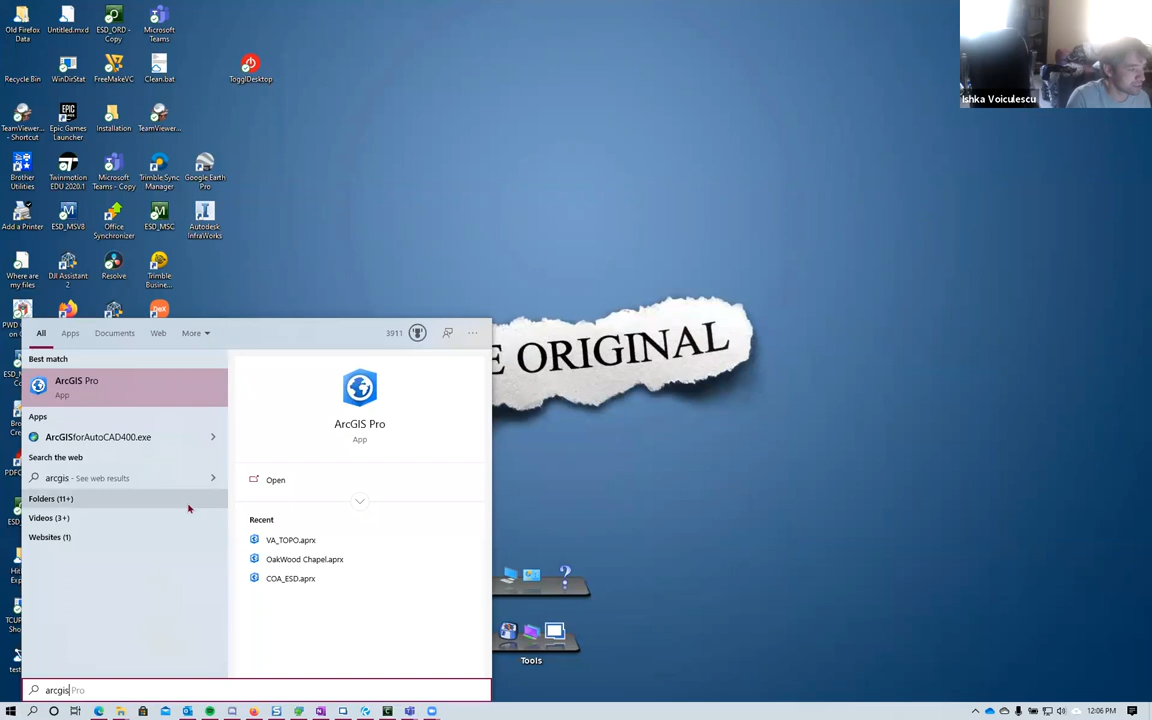 Old Firefox Data
Untitled.mxd
ESD_ORD - Copy
Microsoft Teams
Recycle Bin
WinDirStat
FreeMakeVC
Clean.bat
TogglDesktop
TeamViewer... - Shortcut
Epic Games Launcher
Installation
TeamViewer...
Brother Utilities
Twinmotion EDU 2020.1
Microsoft Teams - Copy
Trimble Sync Manager
Google Earth Pro
Add a Printer
ESD_MSV8
Office Synchronizer
ESD_MSC
Autodesk InfraWorks
Where are my files
DJI Assistant 2
Resolve
Trimble Busine...
Ishka Voiculescu
E ORIGINAL
All
Apps
Documents
Web
More
3911
Best match
ArcGIS Pro
App
Apps
ArcGISforAutoCAD400.exe
Search the web
arcgis - See web results
Folders (11+)
Videos (3+)
Websites (1)
ArcGIS Pro
App
Open
Recent
VA_TOPO.aprx
OakWood Chapel.aprx
COA_ESD.aprx
Tools
arcgis Pro
12:06 PM